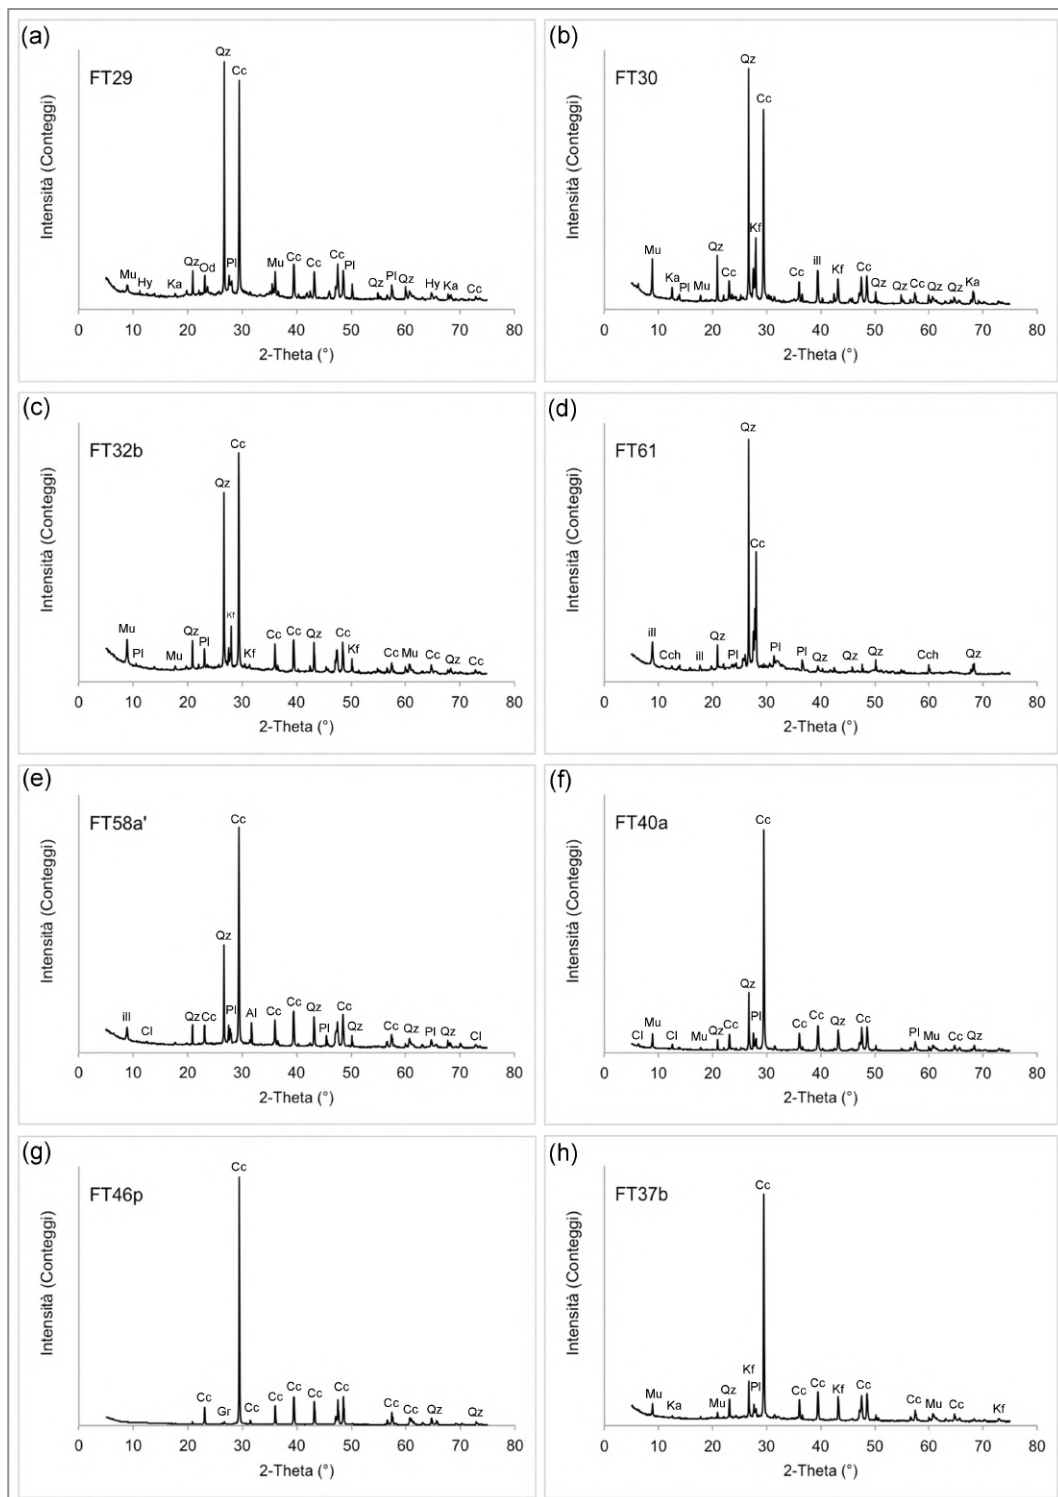 (a)
FT29
Intensità (Conteggi)
Mu Hy Ka Qz Od Qz Pl Cc Mu Cc Cc Cc Pl Qz Pl Qz Hy Ka Cc
0 10 20 30 40 50 60 70 80
2-Theta (°)
(b)
FT30
Intensità (Conteggi)
Mu Ka Pl Mu Qz Cc Qz Kf Cc Cc ill Kf Cc Qz Qz Cc Qz Qz Ka
0 10 20 30 40 50 60 70 80
2-Theta (°)
(c)
FT32b
Intensità (Conteggi)
Mu Pl Mu Qz Pl Qz Kf Cc Kf Cc Cc Qz Cc Kf Cc Mu Cc Qz Cc
0 10 20 30 40 50 60 70 80
2-Theta (°)
(d)
FT61
Intensità (Conteggi)
ill Cch ill Qz Pl Qz Cc Pl Pl Qz Qz Qz Cch Qz
0 10 20 30 40 50 60 70 80
2-Theta (°)
(e)
FT58a'
Intensità (Conteggi)
ill Cl Qz Cc Qz Pl Cc Al Cc Cc Qz Pl Cc Qz Cc Qz Pl Qz Cl
0 10 20 30 40 50 60 70 80
2-Theta (°)
(f)
FT40a
Intensità (Conteggi)
Cl Mu Cl Mu Qz Cc Qz Pl Cc Cc Cc Qz Cc Pl Mu Cc Qz
0 10 20 30 40 50 60 70 80
2-Theta (°)
(g)
FT46p
Intensità (Conteggi)
Cc Gr Cc Cc Cc Cc Cc Cc Cc Cc Qz Qz
0 10 20 30 40 50 60 70 80
2-Theta (°)
(h)
FT37b
Intensità (Conteggi)
Mu Ka Mu Qz Kf Pl Cc Cc Cc Kf Cc Cc Mu Cc Kf
0 10 20 30 40 50 60 70 80
2-Theta (°)